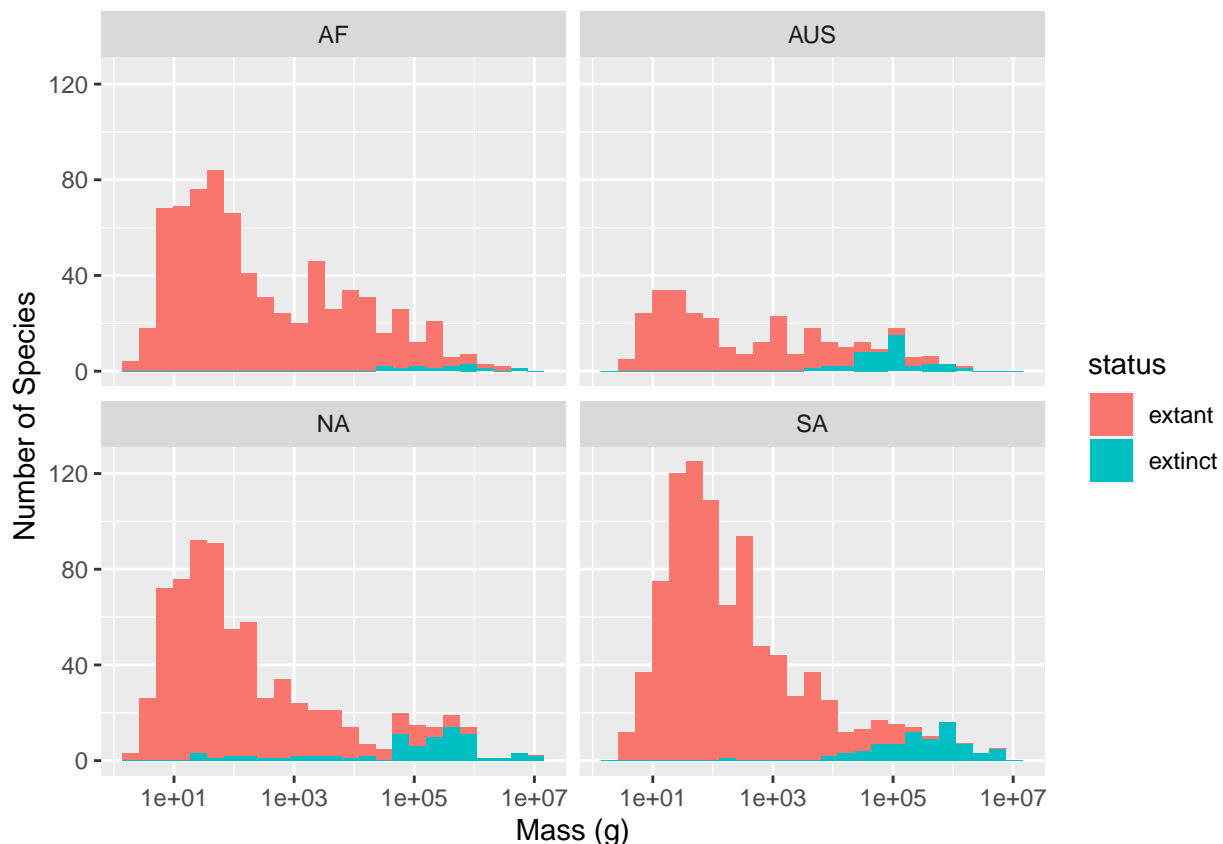 AF
AUS
120
80
40
0
NA
SA
120
80
40
0
1e+01
1e+03
1e+05
1e+07
1e+01
1e+03
1e+05
1e+07
Mass (g)
Number of Species
status
extant
extinct